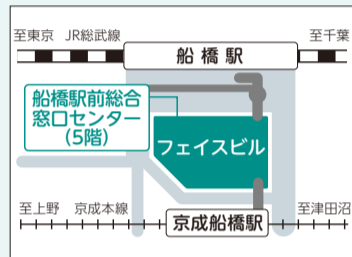 至東京 JR総武線
至千葉
船橋駅
船橋駅前総合
窓口センター
(5階)
フェイスビル
至上野 京成本線
至津田沼
京成船橋駅